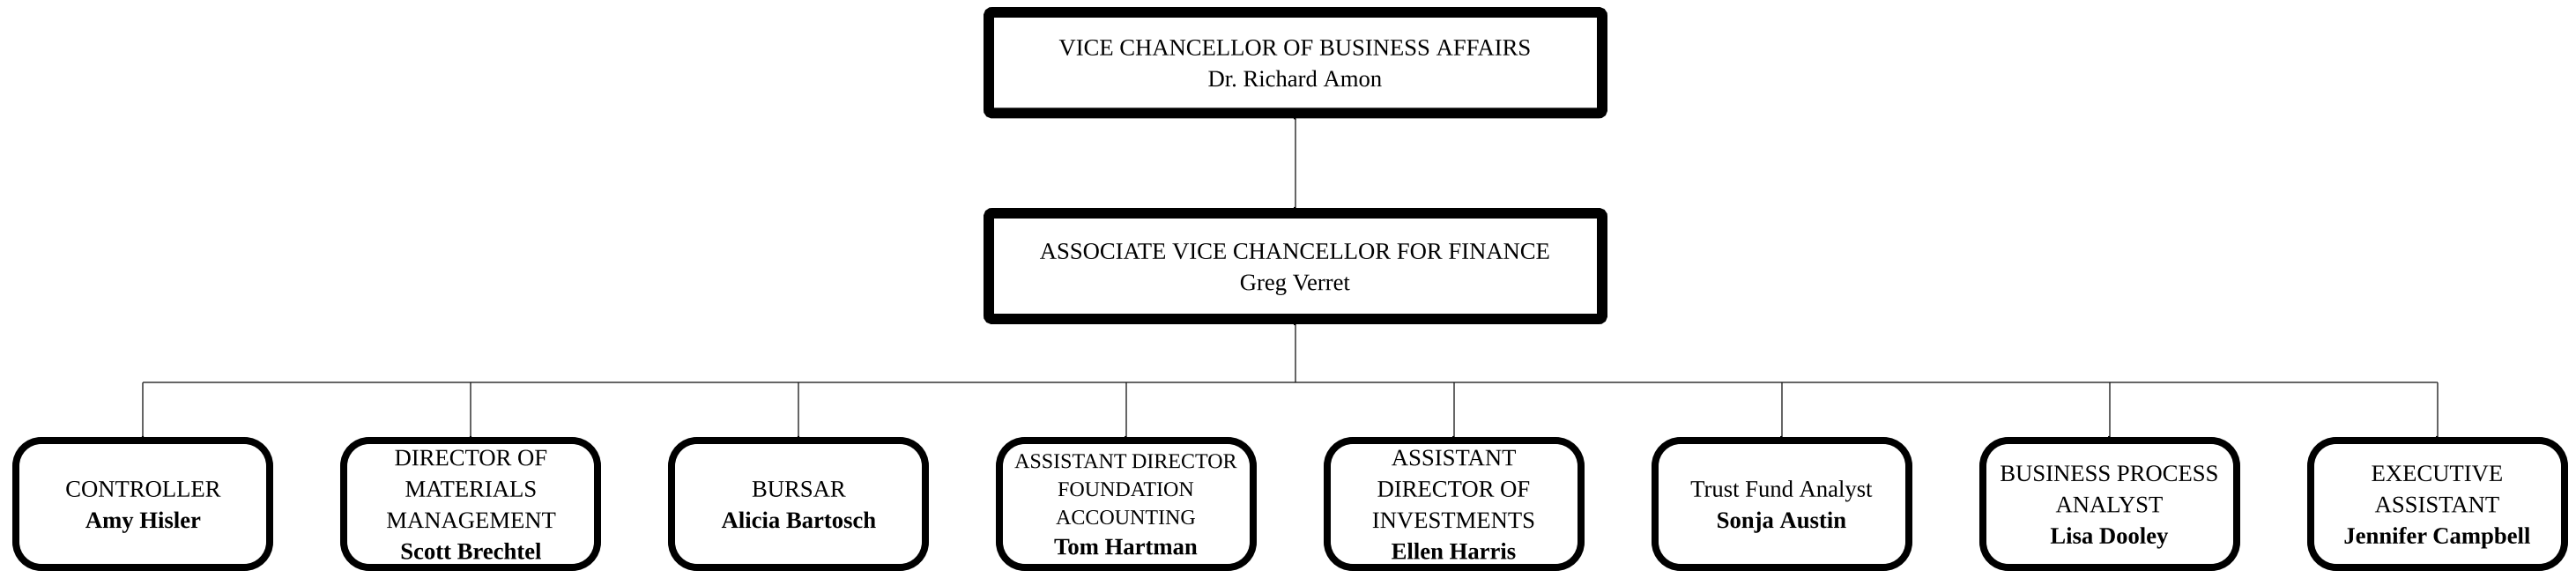 VICE CHANCELLOR OF BUSINESS AFFAIRS
Dr. Richard Amon
ASSOCIATE VICE CHANCELLOR FOR FINANCE
Greg Verret
CONTROLLER
Amy Hisler
DIRECTOR OF
MATERIALS
MANAGEMENT
Scott Brechtel
BURSAR
Alicia Bartosch
ASSISTANT DIRECTOR
FOUNDATION
ACCOUNTING
Tom Hartman
ASSISTANT
DIRECTOR OF
INVESTMENTS
Ellen Harris
Trust Fund Analyst
Sonja Austin
BUSINESS PROCESS
ANALYST
Lisa Dooley
EXECUTIVE
ASSISTANT
Jennifer Campbell